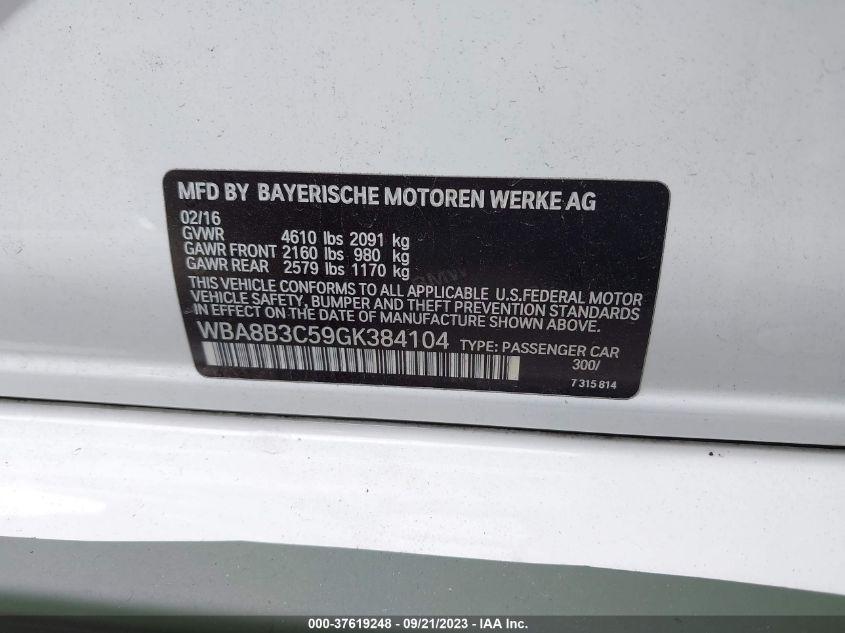 MFD BY BAYERISCHE MOTOREN WERKE AG
02/16
GVWR 4610 lbs 2091 kg
GAWR FRONT 2160 lbs 980 kg
GAWR REAR 2579 lbs 1170 kg
THIS VEHICLE CONFORMS TO ALL APPLICABLE U.S.FEDERAL MOTOR
VEHICLE SAFETY, BUMPER AND THEFT PREVENTION STANDARDS
IN EFFECT ON THE DATE OF MANUFACTURE SHOWN ABOVE.
WBA8B3C59GK384104 TYPE: PASSENGER CAR
300/
7 315 814
000-37619248 - 09/21/2023 - IAA Inc.